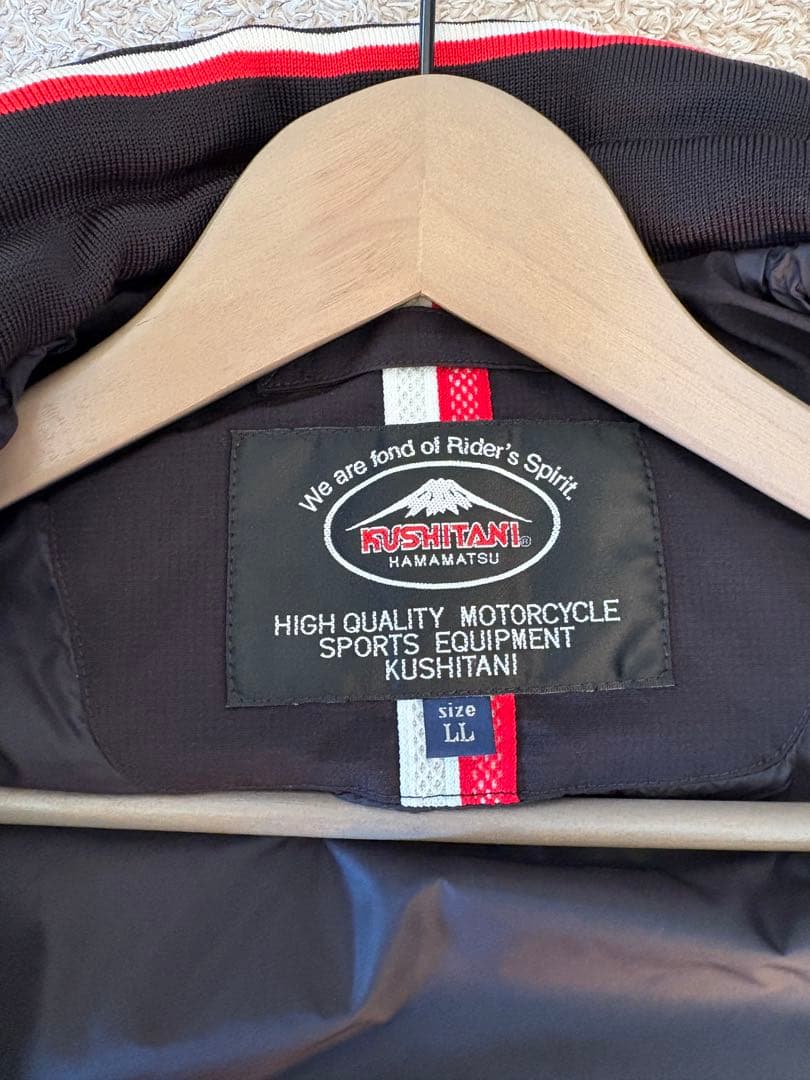 We are fond of Rider's Spirit.
KUSHITANI®
HAMAMATSU
HIGH QUALITY MOTORCYCLE
SPORTS EQUIPMENT
KUSHITANI
size
LL